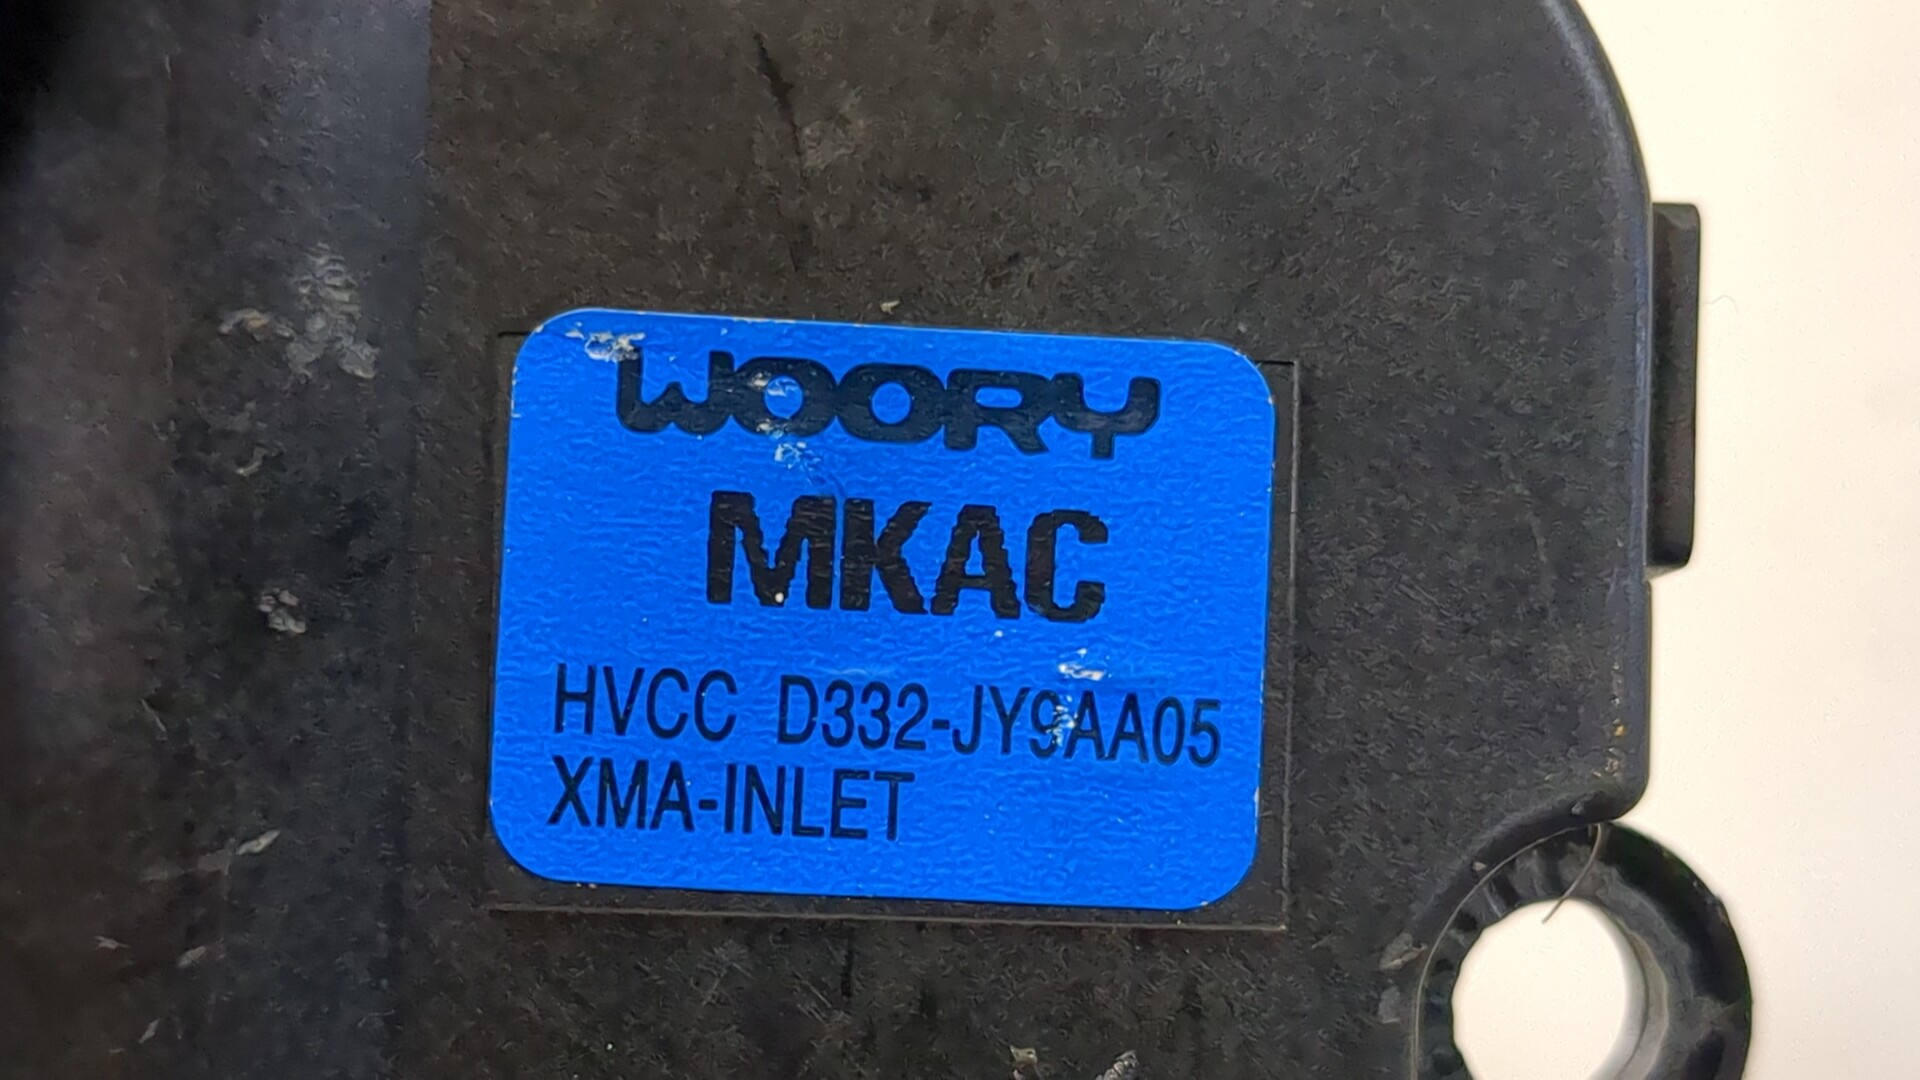 WOORY
MKAC
HVCC D332-JY9AA05
XMA-INLET